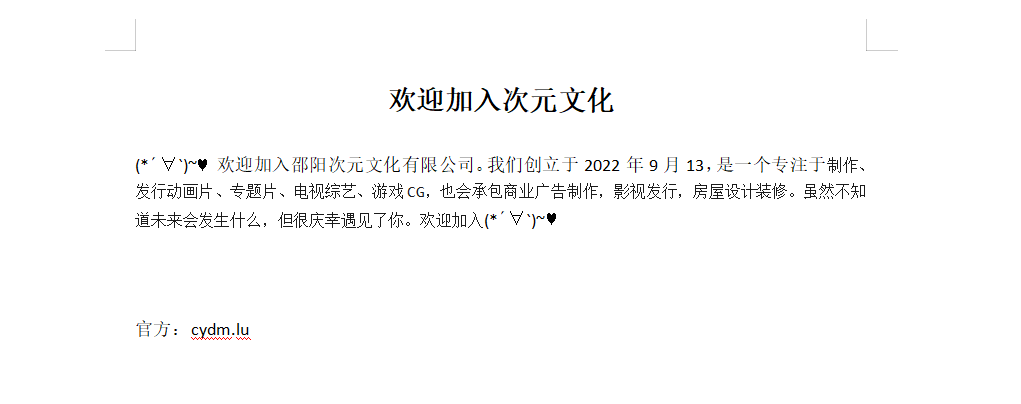 欢迎加入次元文化
(*´∀`)~♥ 欢迎加入邵阳次元文化有限公司。我们创立于 2022 年 9 月 13，是一个专注于制作、
发行动画片、专题片、电视综艺、游戏 CG，也会承包商业广告制作，影视发行，房屋设计装修。虽然不知
道未来会发生什么，但很庆幸遇见了你。欢迎加入(*´∀`)~♥
官方：cydm.lu